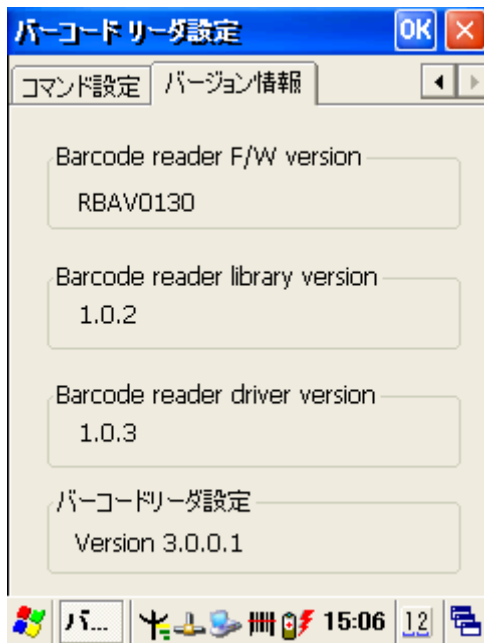 バーコード リーダ設定
OK
コマンド設定
バージョン情報
Barcode reader F/W version
RBAV0130
Barcode reader library version
1.0.2
Barcode reader driver version
1.0.3
バーコードリーダ設定
Version 3.0.0.1
バ...
15:06
12